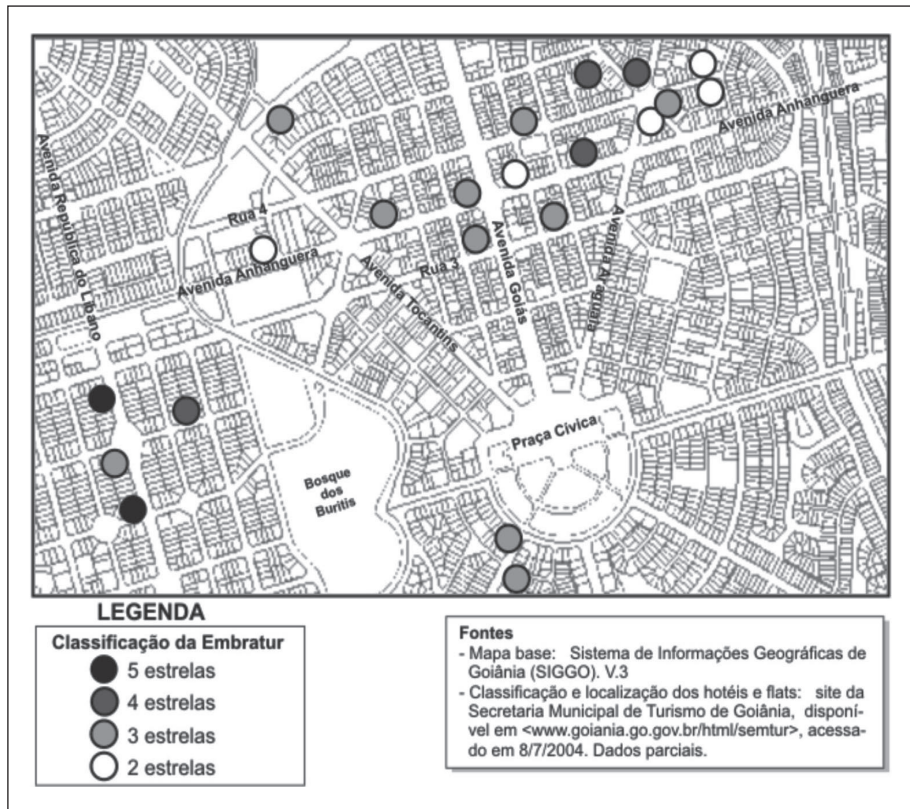 Avenida República do Líbano
Avenida Anhanguera
Rua 4
Avenida Anhanguera
Rua 3
Avenida Goiás
Avenida Araguaia
Avenida Tocantins
Praça Cívica
Bosque
dos
Buritis
LEGENDA
Classificação da Embratur
5 estrelas
4 estrelas
3 estrelas
2 estrelas
Fontes
- Mapa base: Sistema de Informações Geográficas de
Goiânia (SIGGO). V.3
- Classificação e localização dos hotéis e flats: site da
Secretaria Municipal de Turismo de Goiânia, disponí-
vel em <www.goiania.go.gov.br/html/semtur>, acessa-
do em 8/7/2004. Dados parciais.